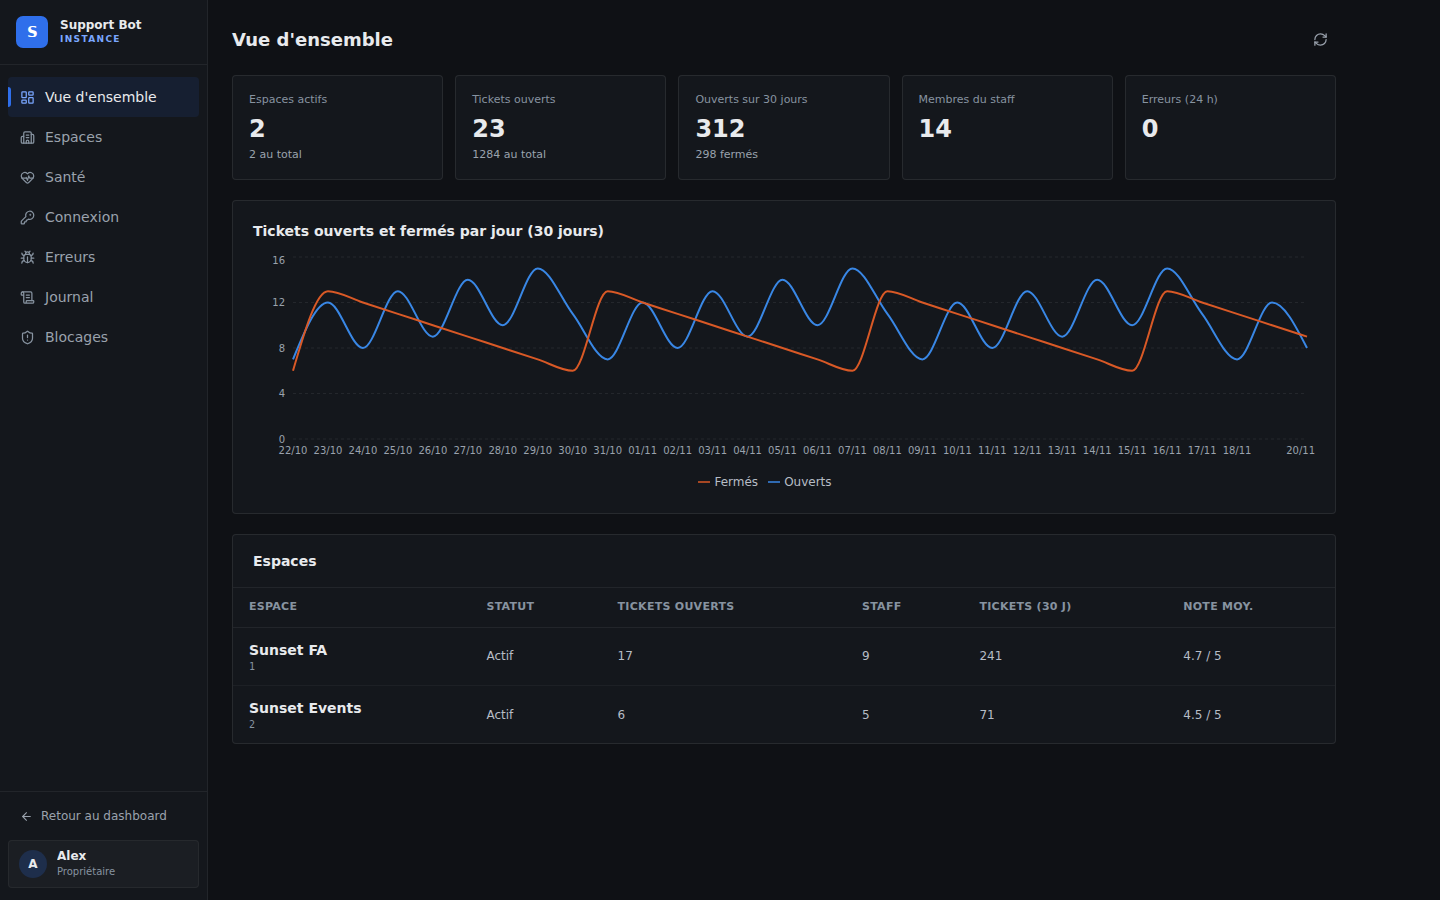 S
Support Bot
INSTANCE
Vue d'ensemble
Espaces
Santé
Connexion
Erreurs
Journal
Blocages
Retour au dashboard
A
Alex
Propriétaire
Vue d'ensemble
Espaces actifs
2
2 au total
Tickets ouverts
23
1284 au total
Ouverts sur 30 jours
312
298 fermés
Membres du staff
14
Erreurs (24 h)
0
Tickets ouverts et fermés par jour (30 jours)
16
12
8
4
0
22/10 23/10 24/10 25/10 26/10 27/10 28/10 29/10 30/10 31/10 01/11 02/11 03/11 04/11 05/11 06/11 07/11 08/11 09/11 10/11 11/11 12/11 13/11 14/11 15/11 16/11 17/11 18/11 20/11
Fermés Ouverts
Espaces
ESPACE STATUT TICKETS OUVERTS STAFF TICKETS (30 J) NOTE MOY.
Sunset FA
1
Actif 17 9 241 4.7 / 5
Sunset Events
2
Actif 6 5 71 4.5 / 5